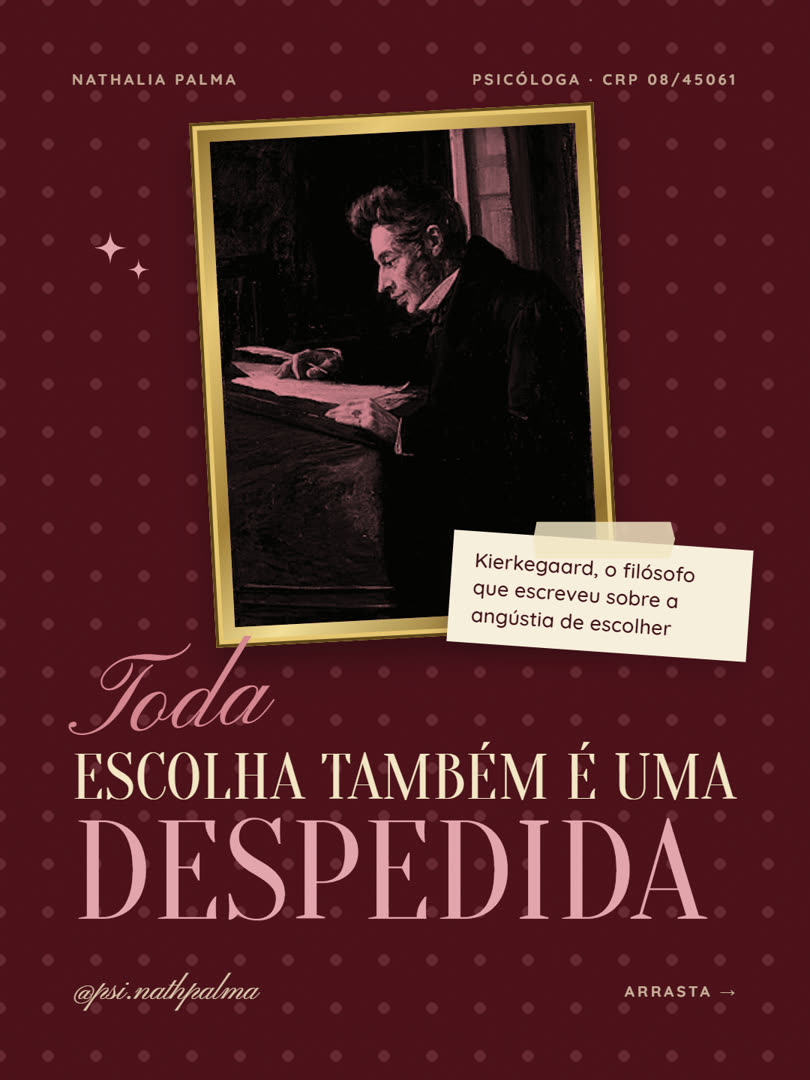 NATHALIA PALMA
PSICÓLOGA · CRP 08/45061
Kierkegaard, o filósofo
que escreveu sobre a
angústia de escolher
Toda
ESCOLHA TAMBÉM É UMA
DESPEDIDA
@psi.nathpalma
ARRASTA →